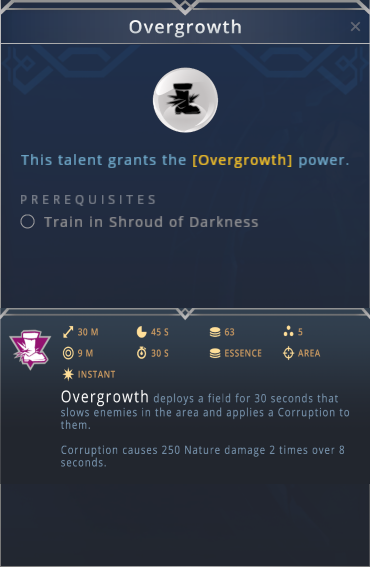 Overgrowth
This talent grants the [Overgrowth] power.
PREREQUISITES
Train in Shroud of Darkness
30 M 45 S 63 5
9 M 30 S ESSENCE AREA
INSTANT
Overgrowth deploys a field for 30 seconds that
slows enemies in the area and applies a Corruption to
them.
Corruption causes 250 Nature damage 2 times over 8
seconds.